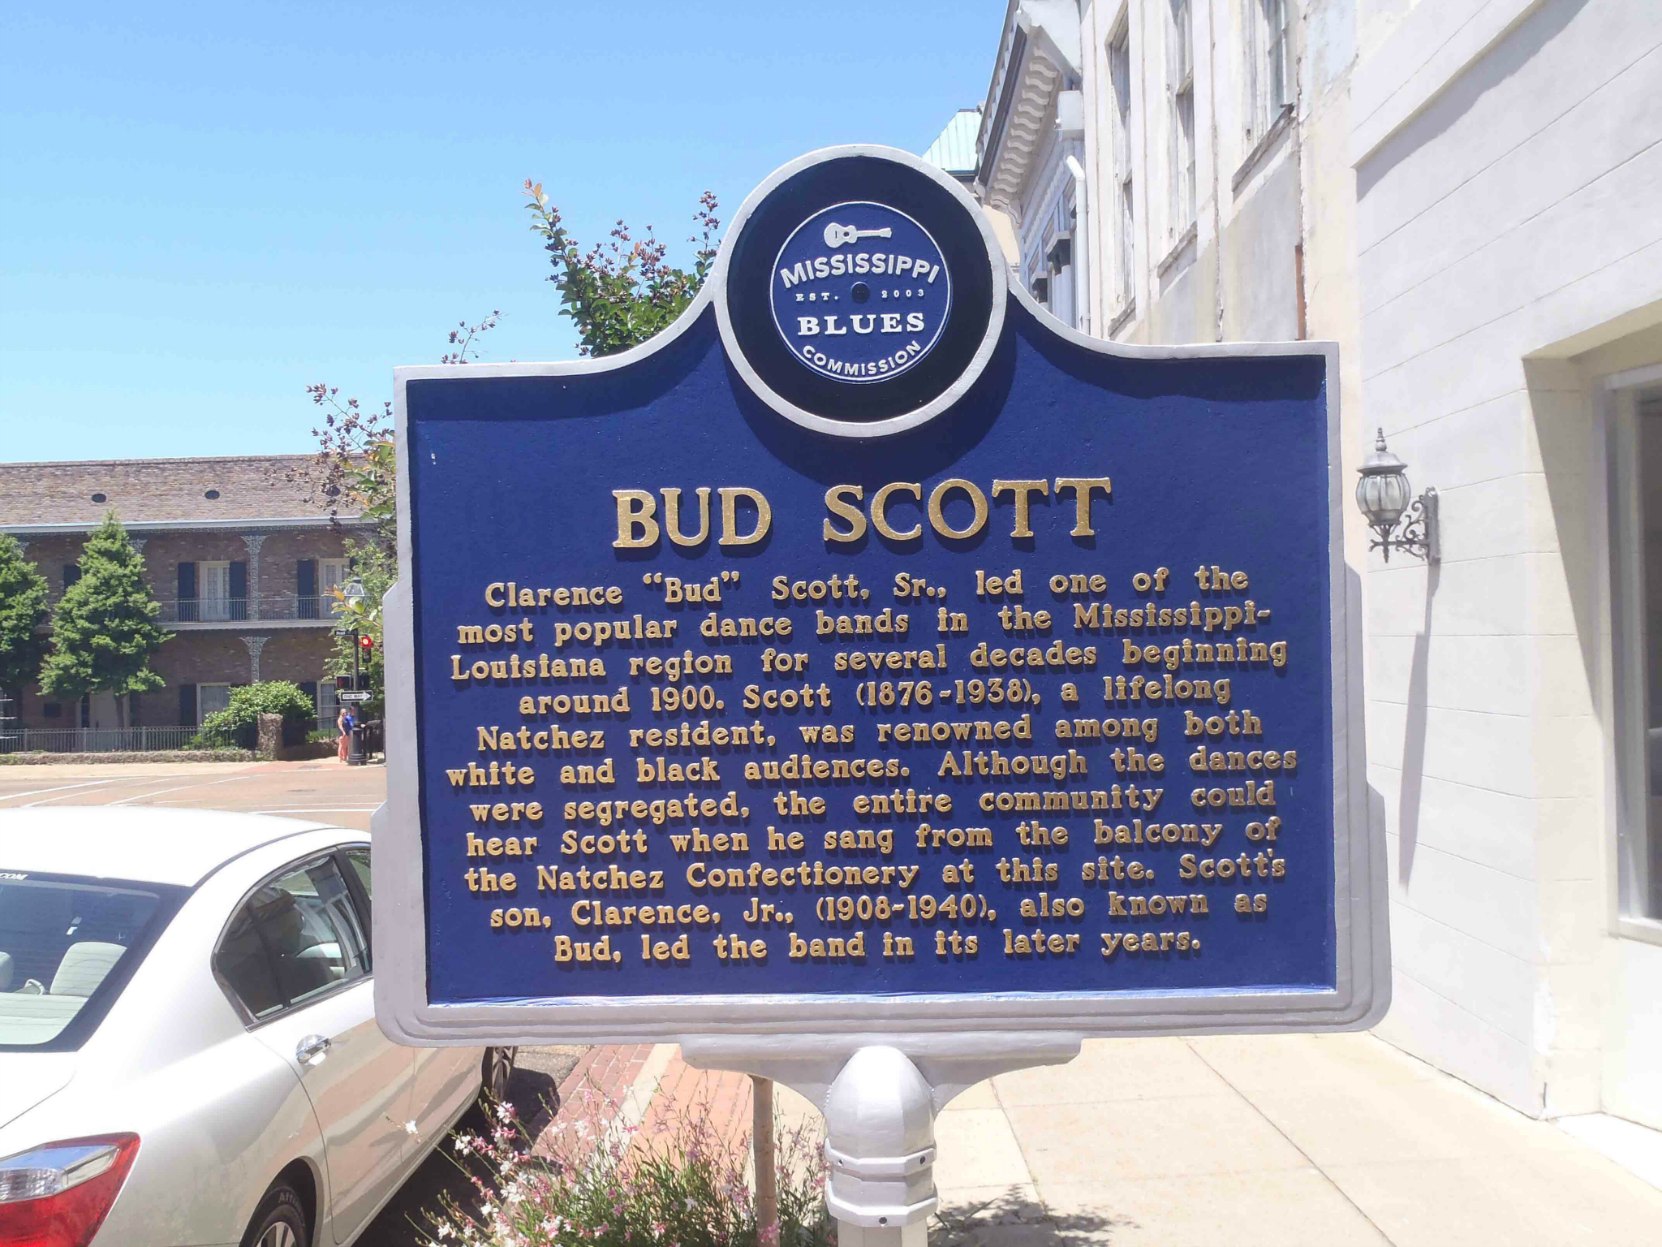 MISSISSIPPI
EST. 2003
BLUES
COMMISSION
BUD SCOTT
Clarence "Bud" Scott, Sr., led one of the
most popular dance bands in the Mississippi-
Louisiana region for several decades beginning
around 1900. Scott (1876-1938), a lifelong
Natchez resident, was renowned among both
white and black audiences. Although the dances
were segregated, the entire community could
hear Scott when he sang from the balcony of
the Natchez Confectionery at this site. Scott's
son, Clarence, Jr., (1908-1940), also known as
Bud, led the band in its later years.
ONE WAY
.COM